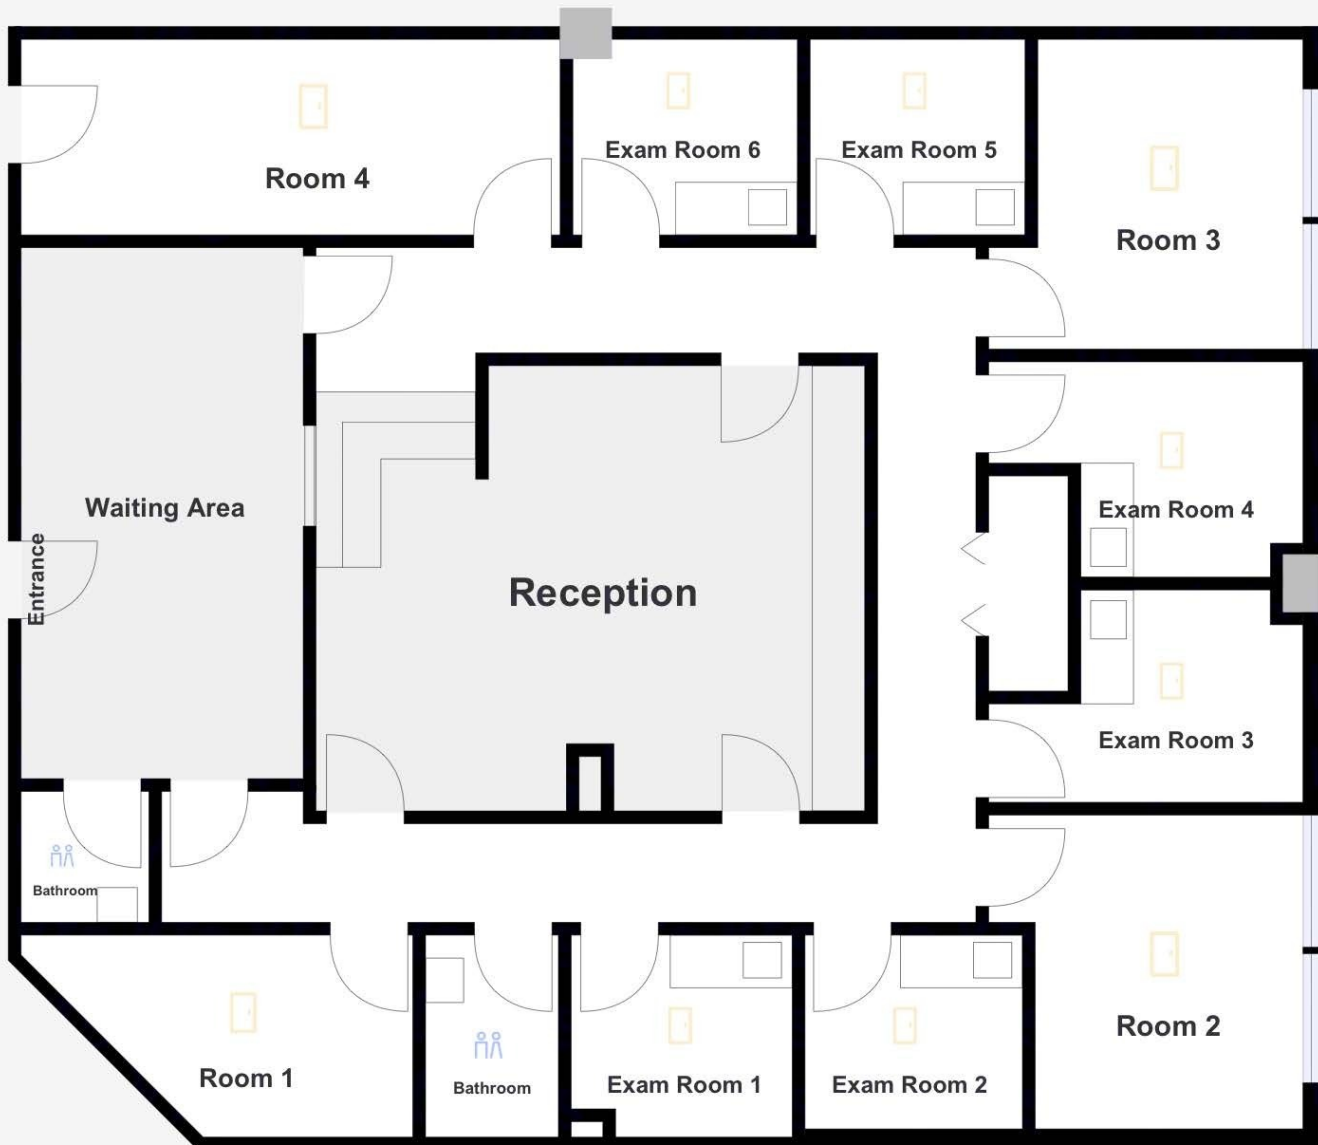 Exam Room 6
Exam Room 5
Room 4
Room 3
Waiting Area
Exam Room 4
Entrance
Reception
Exam Room 3
Bathroom
Room 2
Room 1
Bathroom
Exam Room 1
Exam Room 2